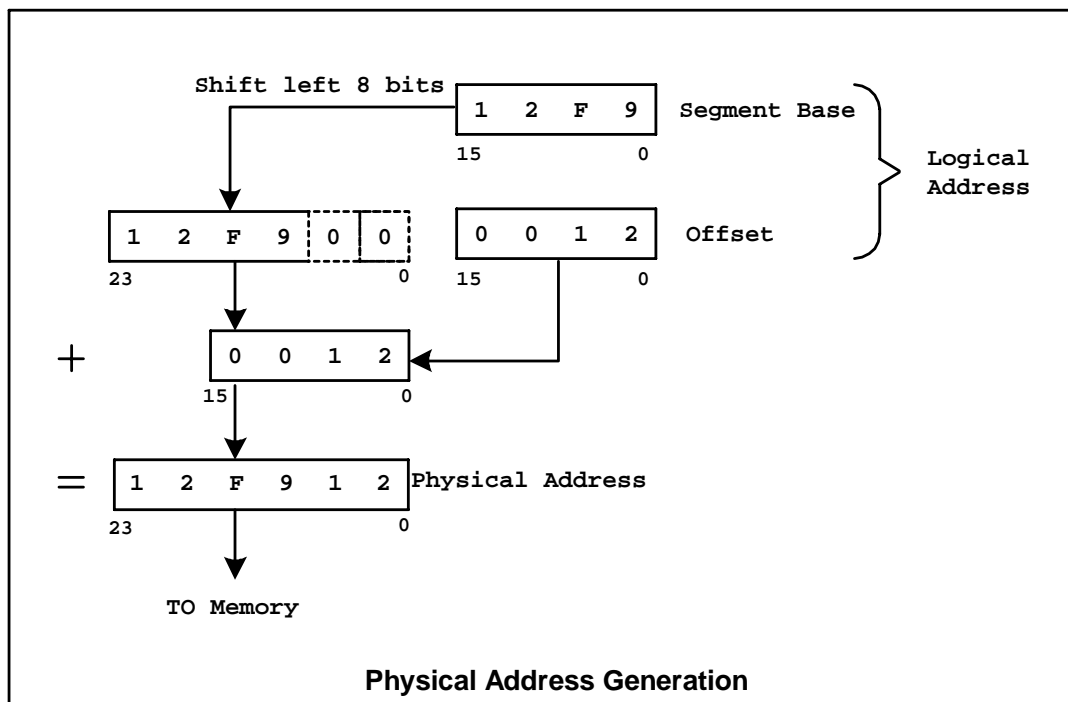 Shift left 8 bits
1 2 F 9 Segment Base
15 0
Logical
Address
1 2 F 9 0 0
0 0 1 2 Offset
23 0
15 0
+
0 0 1 2
15 0
=
1 2 F 9 1 2 Physical Address
23 0
TO Memory
Physical Address Generation